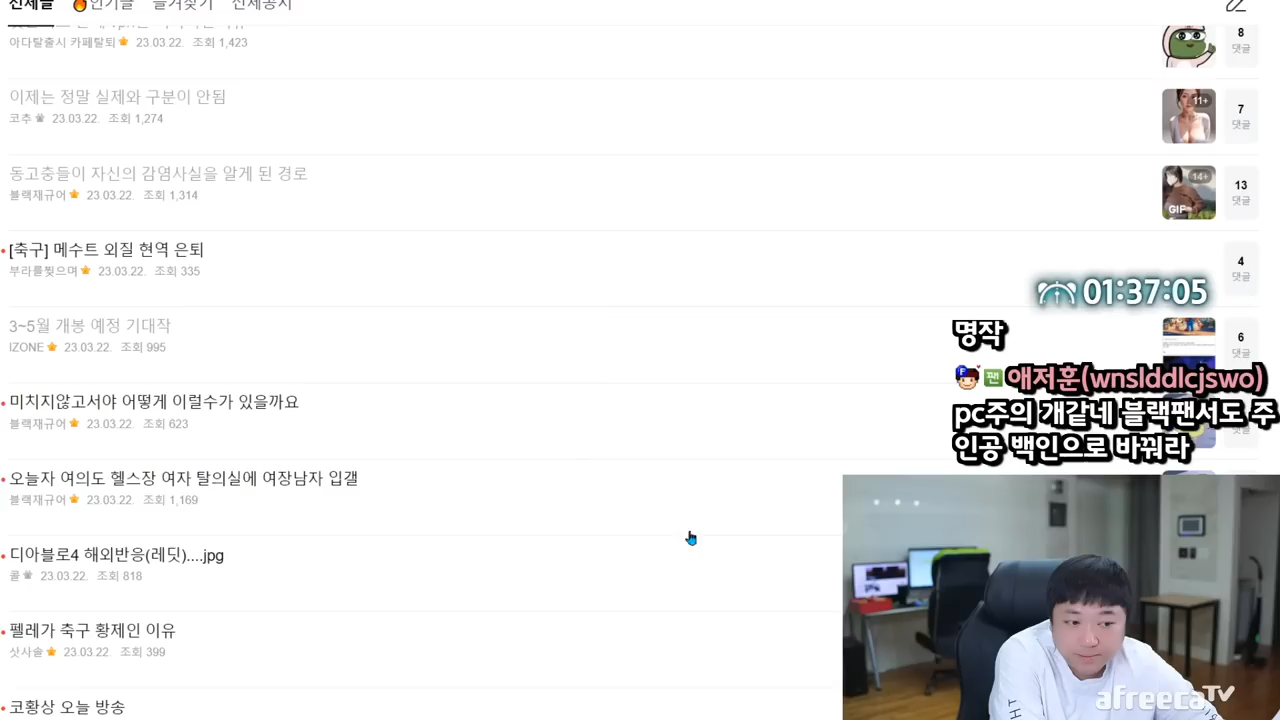 전체글 🔥인기글 즐겨찾기 전체공지
아다탈출시 카페탈퇴 23.03.22. 조회 1,423
8
댓글
이제는 정말 실제와 구분이 안됨
코추 23.03.22. 조회 1,274
11+
7
댓글
동고충들이 자신의 감염사실을 알게 된 경로
블랙재규어 23.03.22. 조회 1,314
14+
GIF
13
댓글
[축구] 메수트 외질 현역 은퇴
부라를찢으며 23.03.22. 조회 335
4
댓글
01:37:05
3~5월 개봉 예정 기대작
IZONE 23.03.22. 조회 995
6
댓글
명작
팬 애저훈(wnslddlcjswo)
pc주의 개같네 블랙팬서도 주
인공 백인으로 바꿔라
미치지않고서야 어떻게 이럴수가 있을까요
블랙재규어 23.03.22. 조회 623
오늘자 여의도 헬스장 여자 탈의실에 여장남자 입갤
블랙재규어 23.03.22. 조회 1,169
디아블로4 해외반응(레딧)....jpg
콜 23.03.22. 조회 818
펠레가 축구 황제인 이유
삿사솔 23.03.22 조회 399
코황상 오늘 방송
afreecaTV